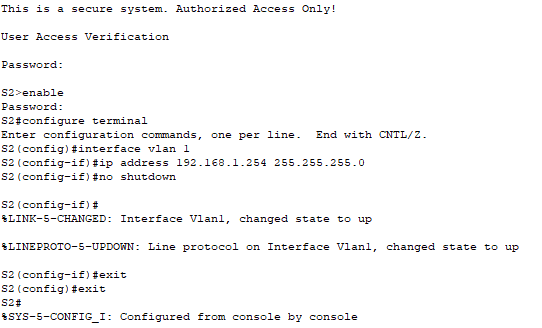 This is a secure system. Authorized Access Only!
User Access Verification
Password:
S2>enable
Password:
S2#configure terminal
Enter configuration commands, one per line.  End with CNTL/Z.
S2(config)#interface vlan 1
S2(config-if)#ip address 192.168.1.254 255.255.255.0
S2(config-if)#no shutdown
S2(config-if)#
%LINK-5-CHANGED: Interface Vlan1, changed state to up
%LINEPROTO-5-UPDOWN: Line protocol on Interface Vlan1, changed state to up
S2(config-if)#exit
S2(config)#exit
S2#
%SYS-5-CONFIG_I: Configured from console by console